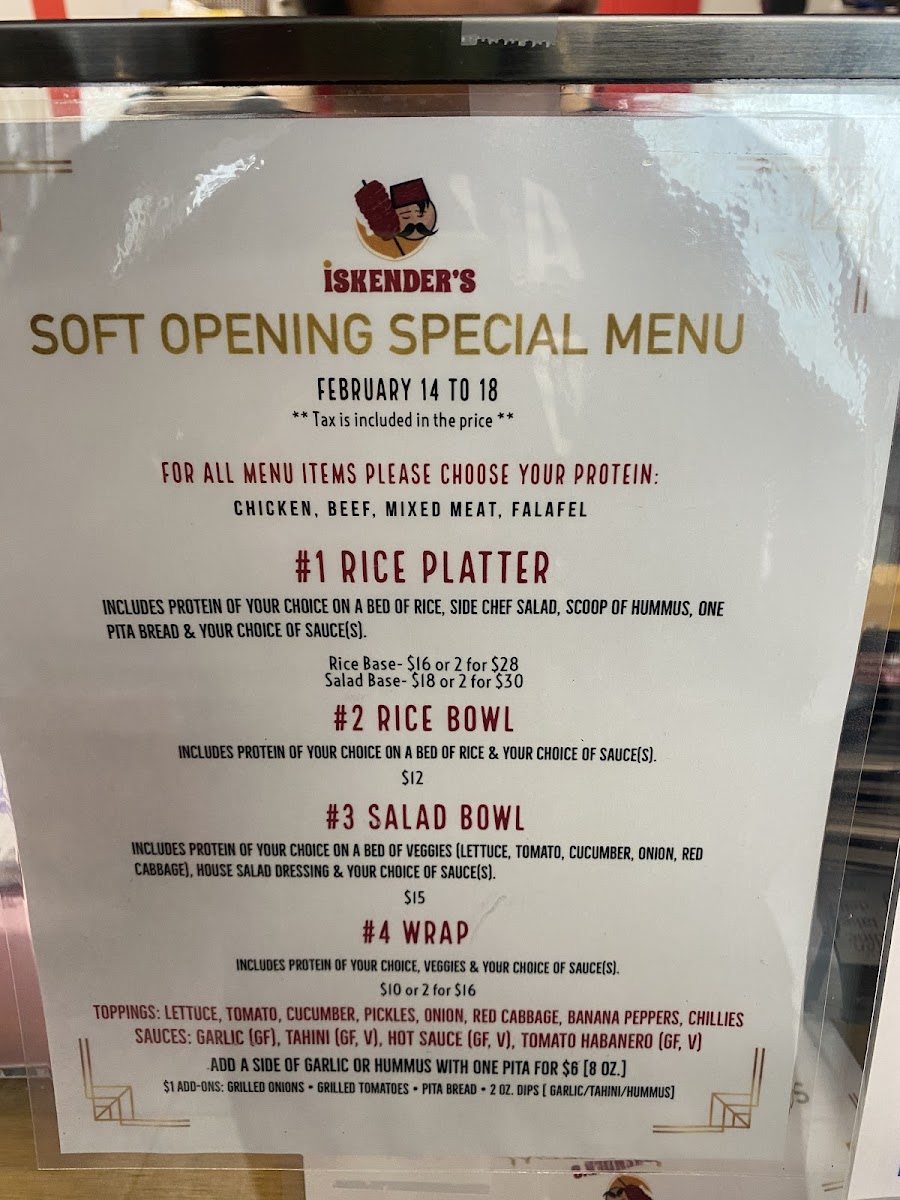 İSKENDER'S
SOFT OPENING SPECIAL MENU
FEBRUARY 14 TO 18
** Tax is included in the price **
FOR ALL MENU ITEMS PLEASE CHOOSE YOUR PROTEIN:
CHICKEN, BEEF, MIXED MEAT, FALAFEL
#1 RICE PLATTER
INCLUDES PROTEIN OF YOUR CHOICE ON A BED OF RICE, SIDE CHEF SALAD, SCOOP OF HUMMUS, ONE
PITA BREAD & YOUR CHOICE OF SAUCE(S).
Rice Base- $16 or 2 for $28
Salad Base- $18 or 2 for $30
#2 RICE BOWL
INCLUDES PROTEIN OF YOUR CHOICE ON A BED OF RICE & YOUR CHOICE OF SAUCE(S).
$12
#3 SALAD BOWL
INCLUDES PROTEIN OF YOUR CHOICE ON A BED OF VEGGIES (LETTUCE, TOMATO, CUCUMBER, ONION, RED
CABBAGE), HOUSE SALAD DRESSING & YOUR CHOICE OF SAUCE(S).
$15
#4 WRAP
INCLUDES PROTEIN OF YOUR CHOICE, VEGGIES & YOUR CHOICE OF SAUCE(S).
$10 or 2 for $16
TOPPINGS: LETTUCE, TOMATO, CUCUMBER, PICKLES, ONION, RED CABBAGE, BANANA PEPPERS, CHILLIES
SAUCES: GARLIC (GF), TAHINI (GF, V), HOT SAUCE (GF, V), TOMATO HABANERO (GF, V)
ADD A SIDE OF GARLIC OR HUMMUS WITH ONE PITA FOR $6 [8 OZ.]
$1 ADD-ONS: GRILLED ONIONS • GRILLED TOMATOES • PITA BREAD • 2 OZ. DIPS [ GARLIC/TAHINI/HUMMUS]